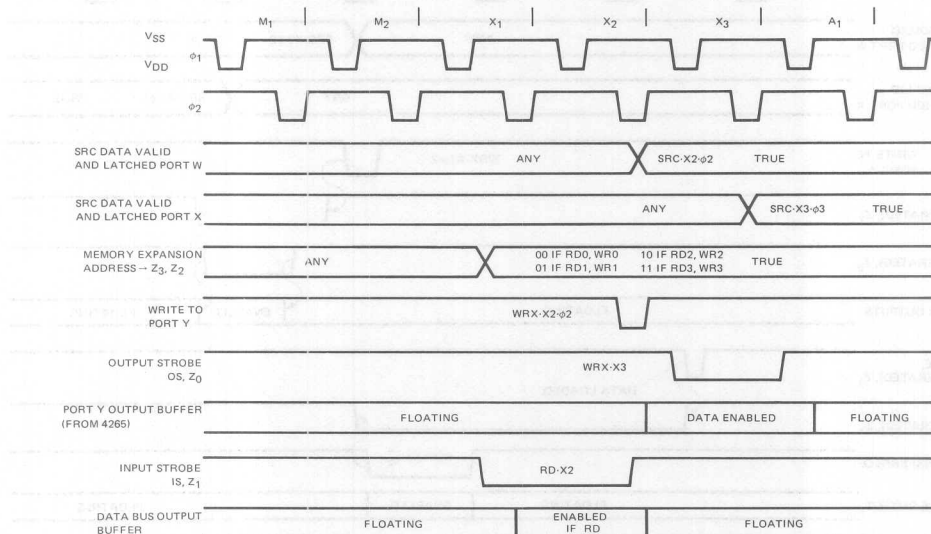 M1 | M2 | X1 | X2 | X3 | A1 |
VSS
VDD
φ1
φ2
SRC DATA VALID
AND LATCHED PORT W
ANY
SRC·X2·φ2
TRUE
SRC DATA VALID
AND LATCHED PORT X
ANY
SRC·X3·φ3
TRUE
MEMORY EXPANSION
ADDRESS → Z3, Z2
ANY
00 IF RD0, WR0 10 IF RD2, WR2
01 IF RD1, WR1 11 IF RD3, WR3
TRUE
WRITE TO
PORT Y
WRX·X2·φ2
OUTPUT STROBE
OS, Z0
WRX·X3
PORT Y OUTPUT BUFFER
(FROM 4265)
FLOATING
DATA ENABLED
FLOATING
INPUT STROBE
IS, Z1
RD·X2
DATA BUS OUTPUT
BUFFER
FLOATING
ENABLED
IF RD
FLOATING